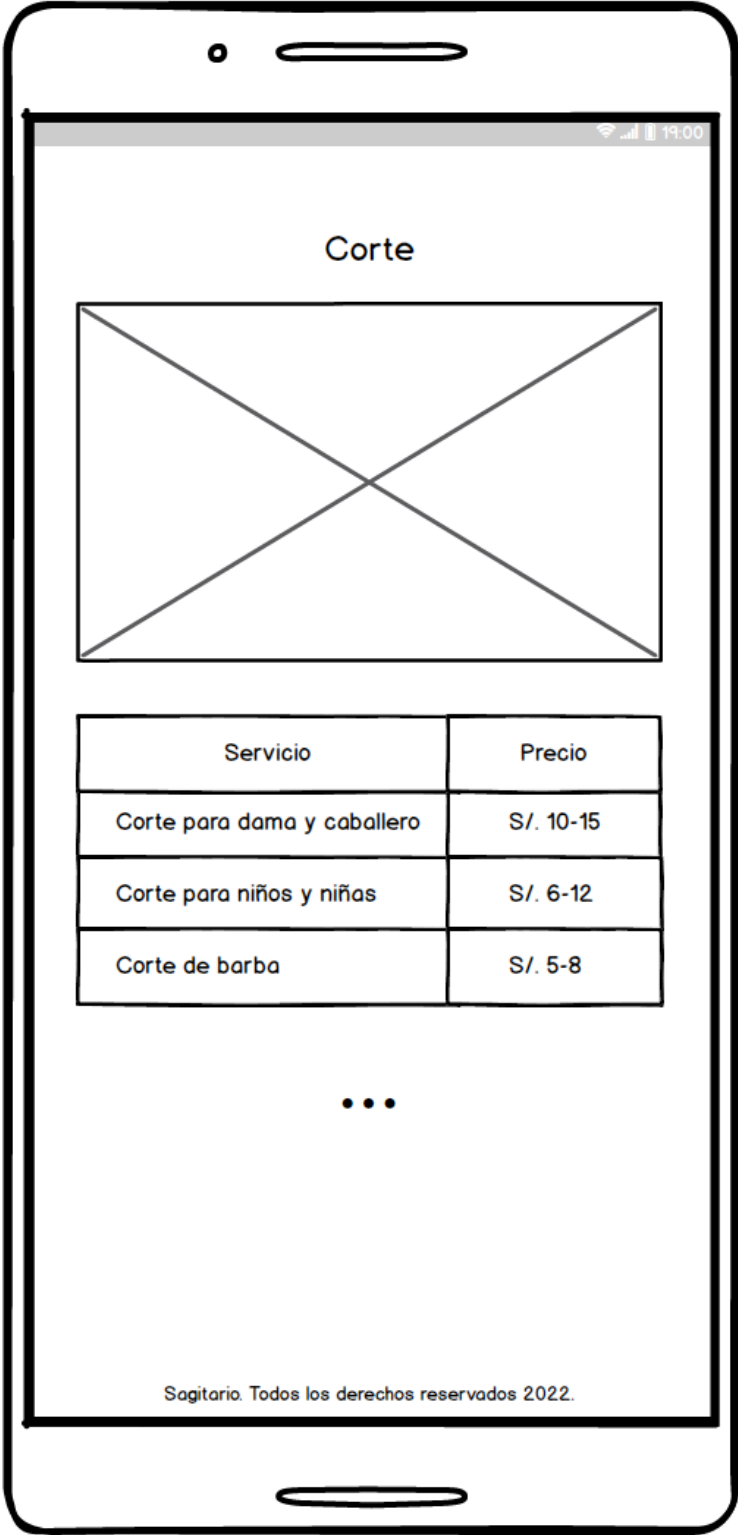 19:00
Corte
Servicio Precio
Corte para dama y caballero S/. 10-15
Corte para niños y niñas S/. 6-12
Corte de barba S/. 5-8
...
Sagitario. Todos los derechos reservados 2022.